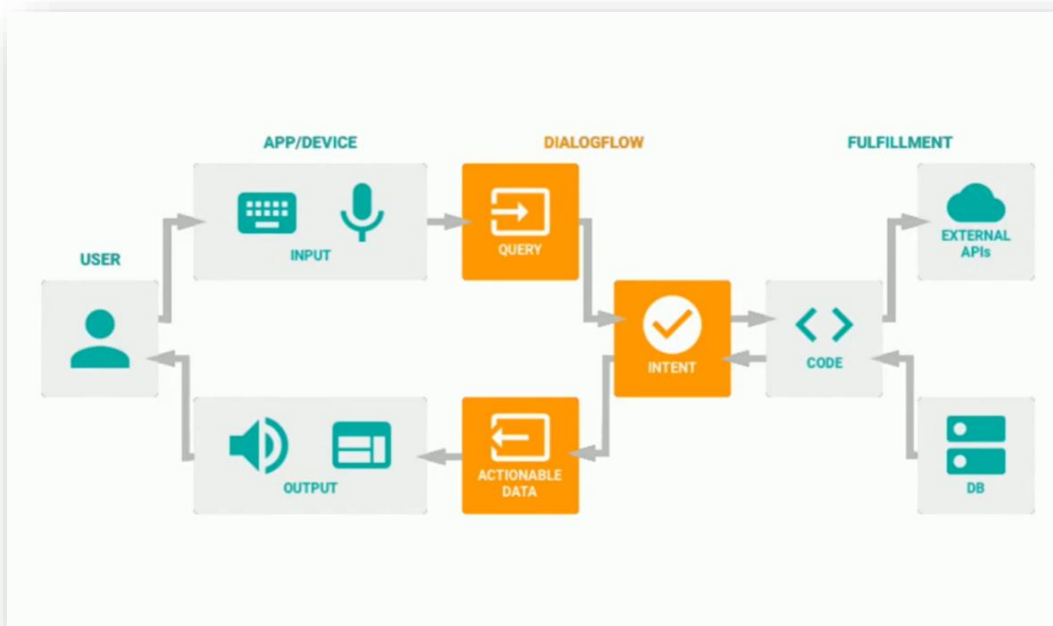 APP/DEVICE
DIALOGFLOW
FULFILLMENT
INPUT
QUERY
EXTERNAL
APIs
USER
INTENT
CODE
OUTPUT
ACTIONABLE
DATA
DB